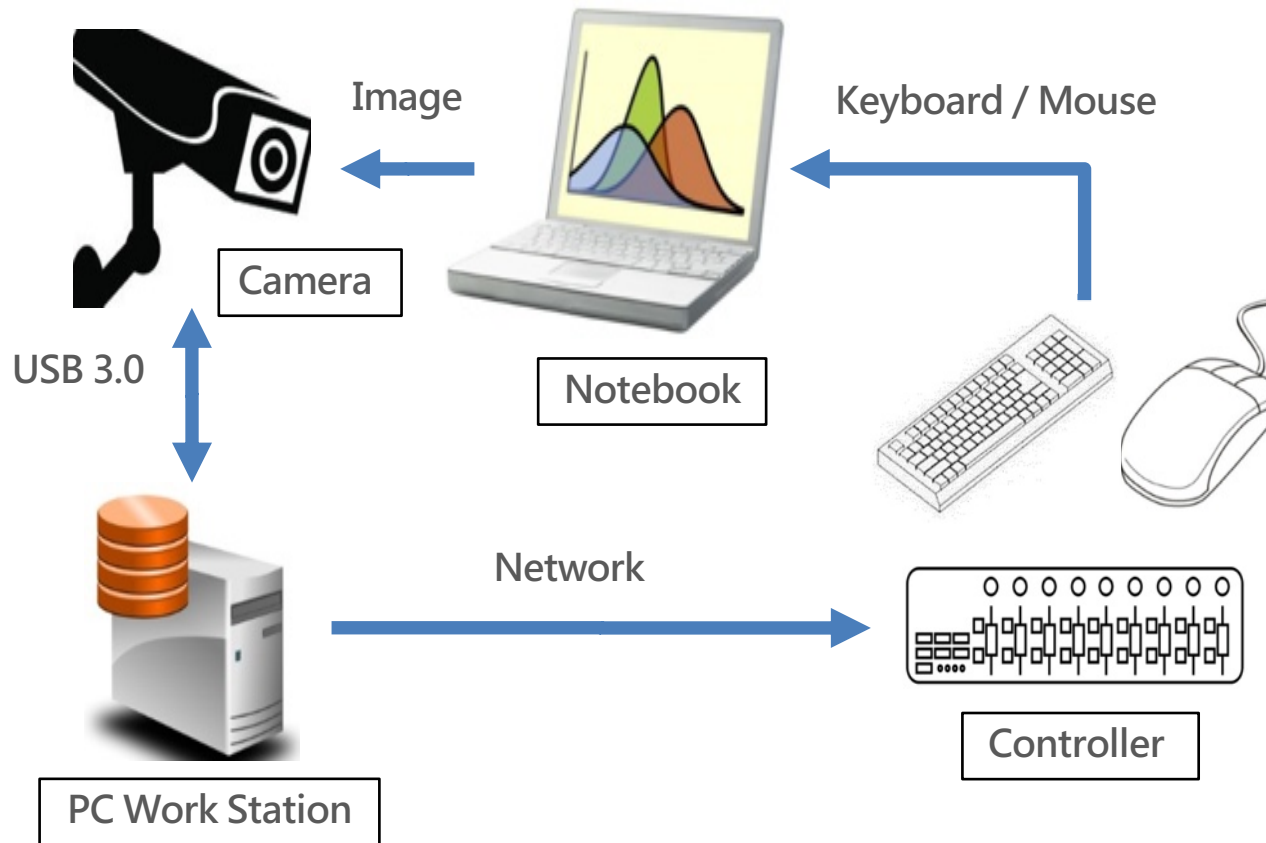 Image
Keyboard / Mouse
Camera
USB 3.0
Notebook
Network
Controller
PC Work Station